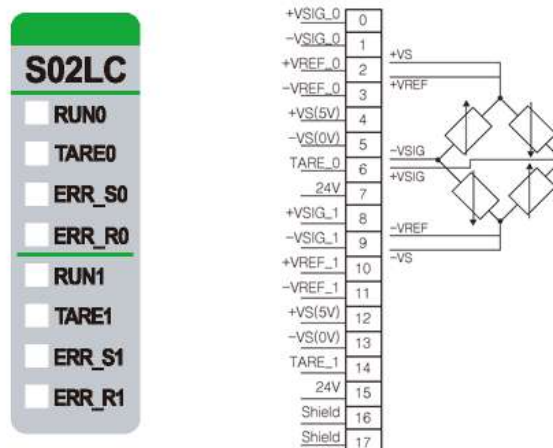 S02LC
RUN0
TARE0
ERR_S0
ERR_R0
RUN1
TARE1
ERR_S1
ERR_R1
+VSIG_0 0
-VSIG_0 1
+VREF_0 2
-VREF_0 3
+VS(5V) 4
-VS(0V) 5
TARE_0 6
24V 7
+VSIG_1 8
-VSIG_1 9
+VREF_1 10
-VREF_1 11
+VS(5V) 12
-VS(0V) 13
TARE_1 14
24V 15
Shield 16
Shield 17
+VS
+VREF
-VSIG
+VSIG
-VREF
-VS